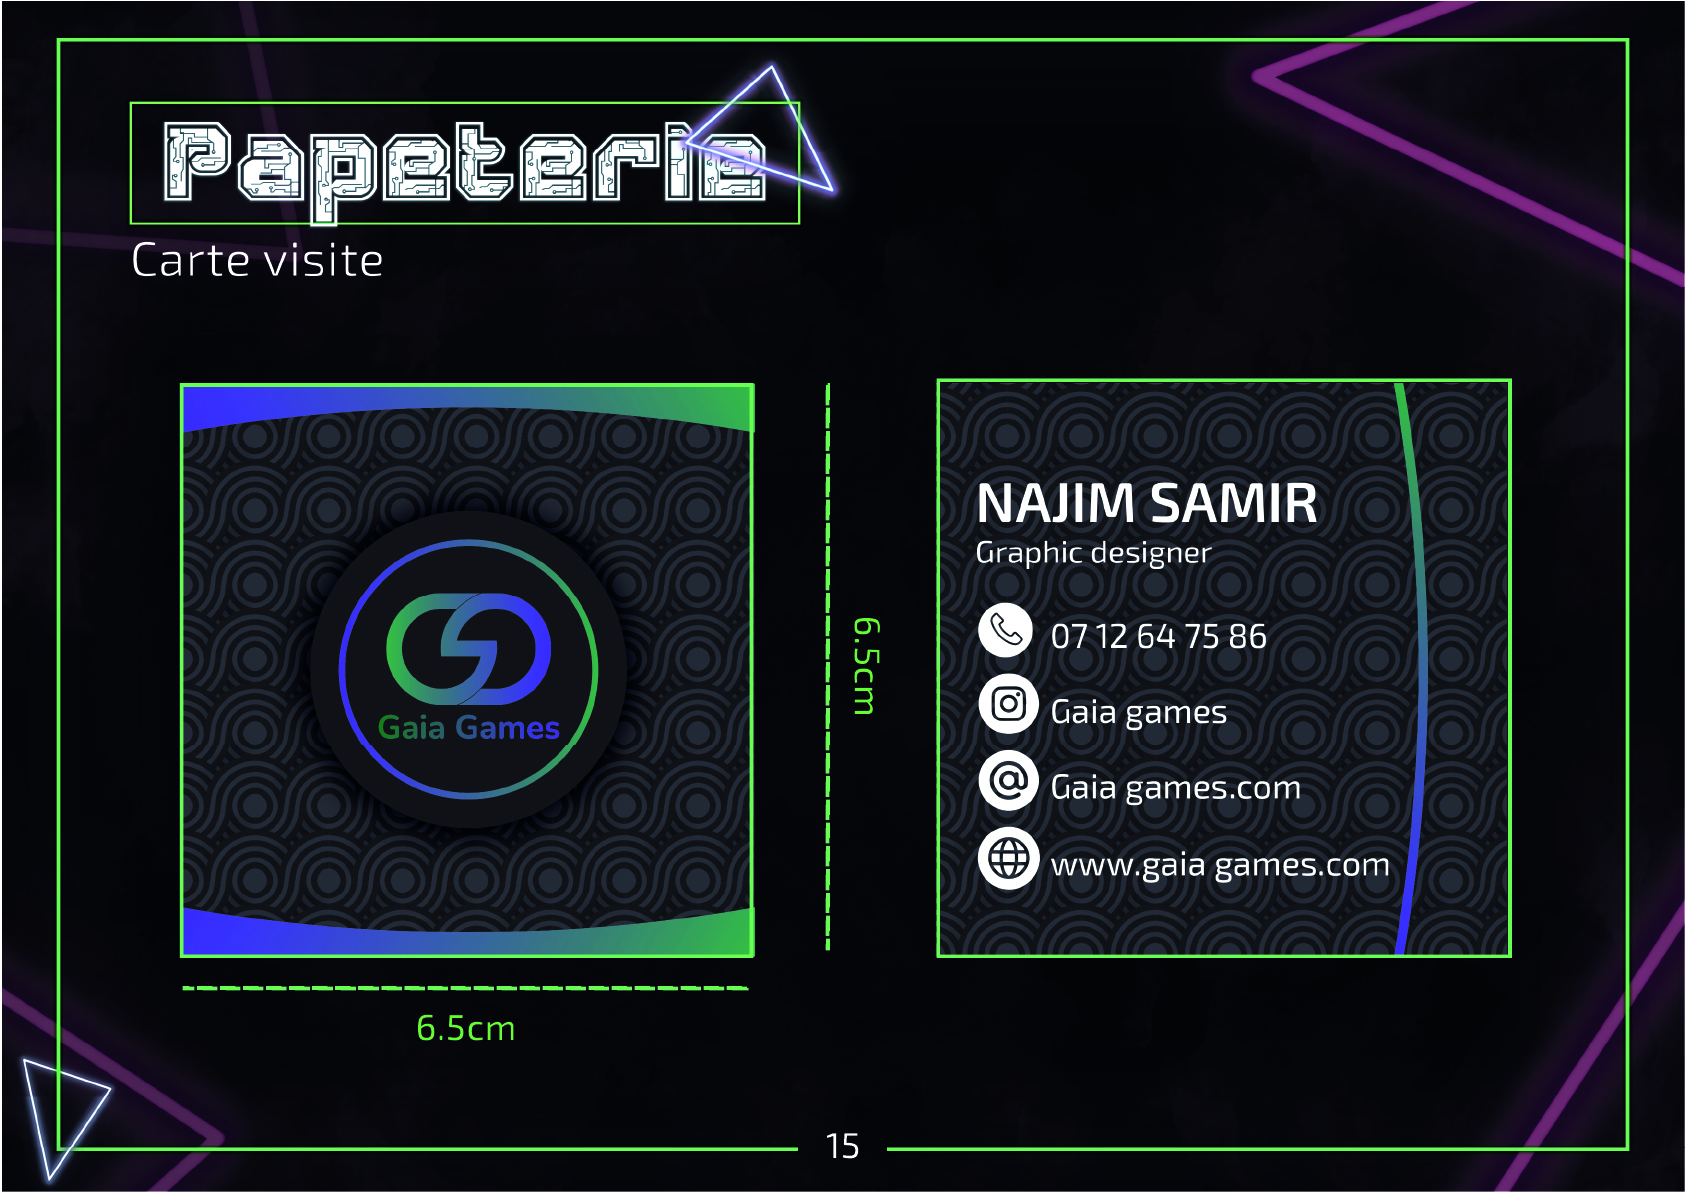 Papeterie
Carte visite
Gaia Games
6.5cm
6.5cm
NAJIM SAMIR
Graphic designer
07 12 64 75 86
Gaia games
Gaia games.com
www.gaia games.com
15